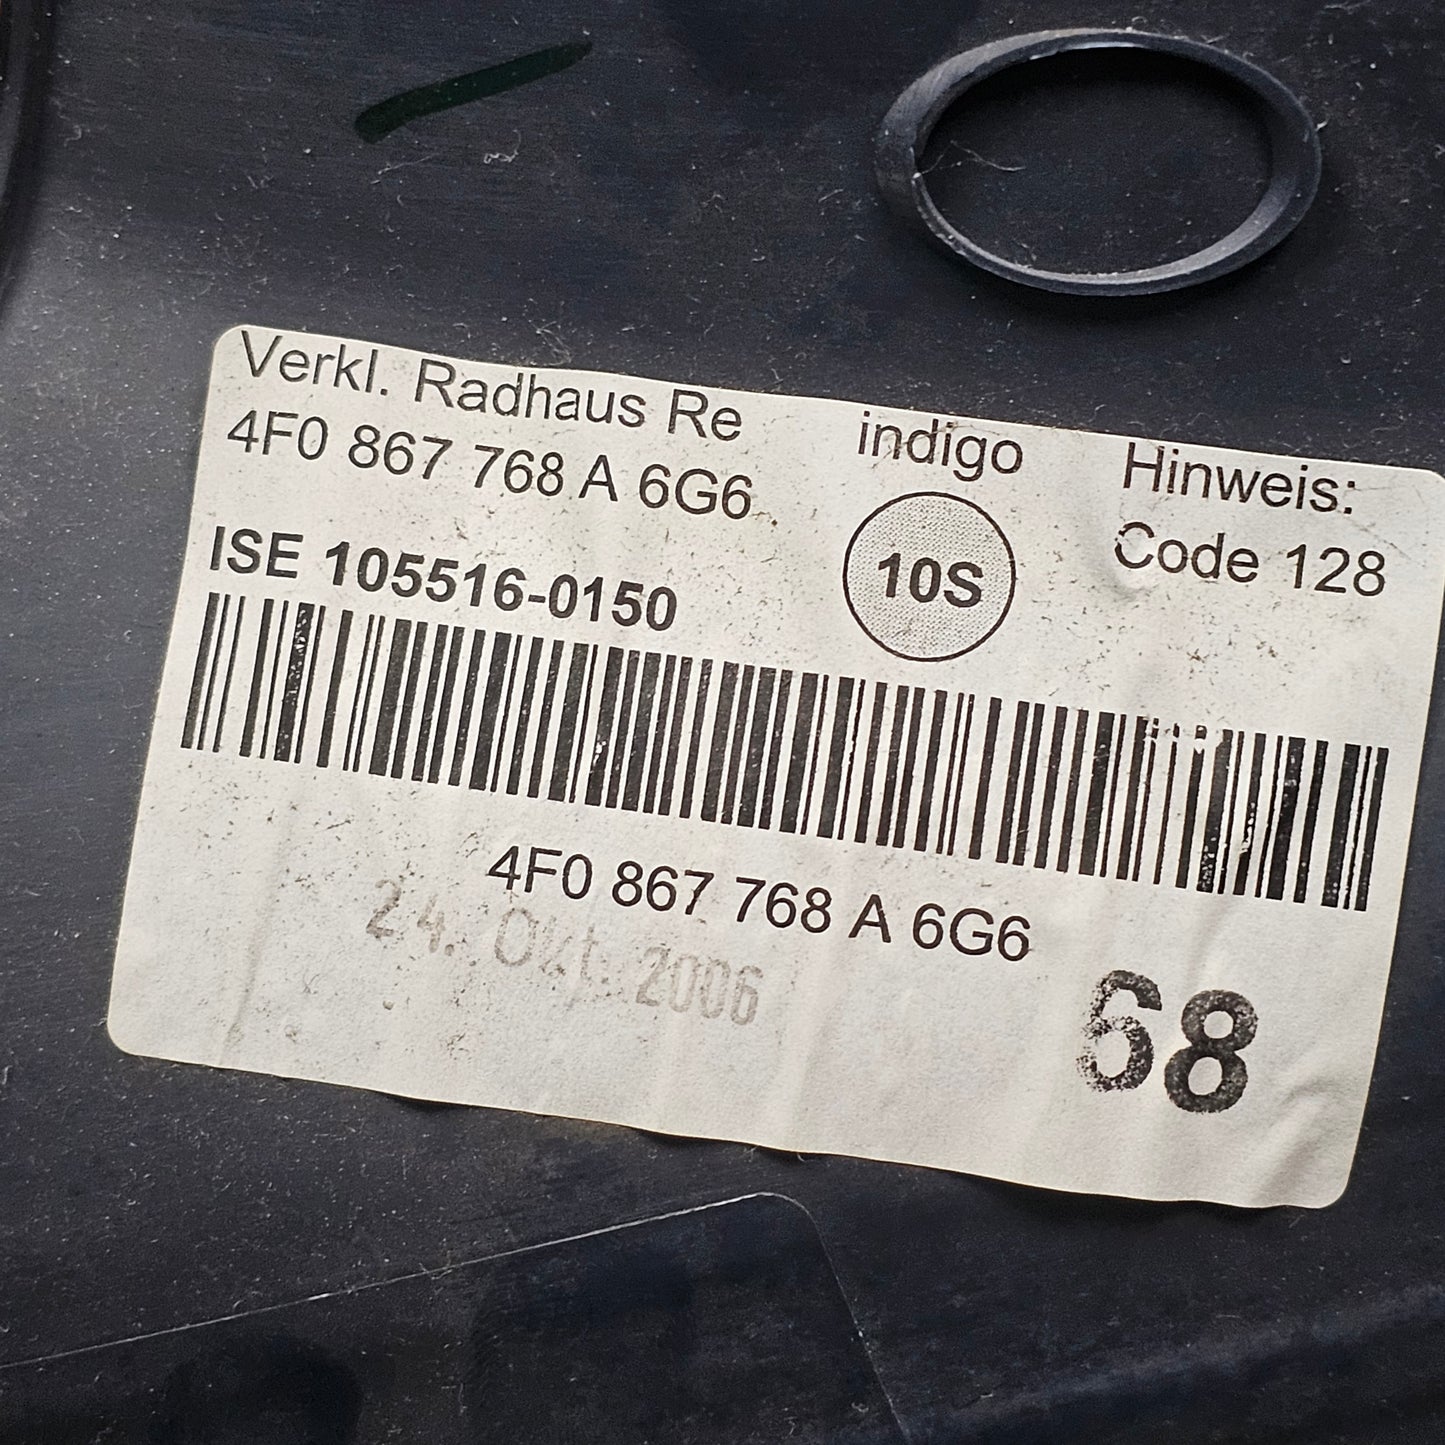 Verkl. Radhaus Re
4F0 867 768 A 6G6
indigo
10S
Hinweis:
Code 128
ISE 105516-0150
4F0 867 768 A 6G6
24. Okt. 2006
68